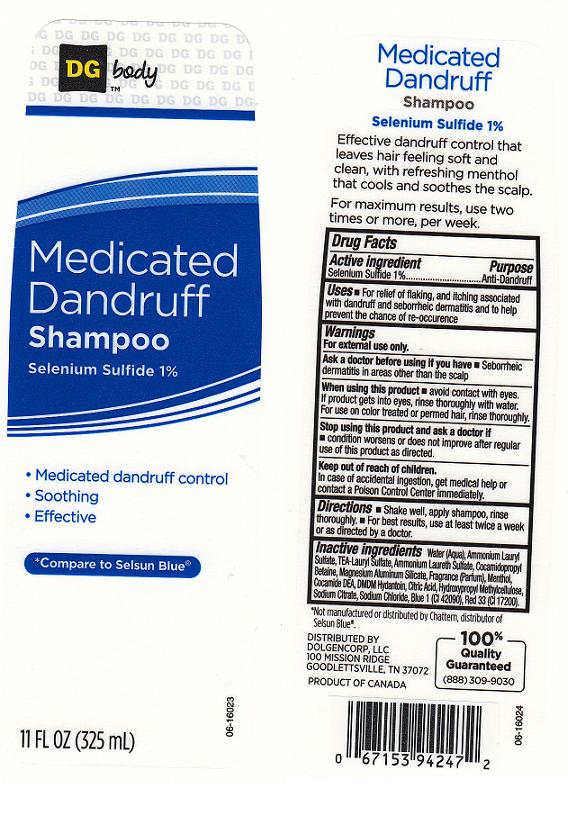 DG body
TM
Medicated
Dandruff
Shampoo
Selenium Sulfide 1%
• Medicated dandruff control
• Soothing
• Effective
*Compare to Selsun Blue®
11 FL OZ (325 mL)
06-16023
Medicated
Dandruff
Shampoo
Selenium Sulfide 1%
Effective dandruff control that
leaves hair feeling soft and
clean, with refreshing menthol
that cools and soothes the scalp.
For maximum results, use two
times or more, per week.
Drug Facts
Active ingredient Purpose
Selenium Sulfide 1%..........................Anti-Dandruff
Uses ■ For relief of flaking, and itching associated
with dandruff and seborrheic dermatitis and to help
prevent the chance of re-occurence
Warnings
For external use only.
Ask a doctor before using if you have ■ Seborrheic
dermatitis in areas other than the scalp
When using this product ■ avoid contact with eyes.
If product gets into eyes, rinse thoroughly with water.
For use on color treated or permed hair, rinse thoroughly.
Stop using this product and ask a doctor if
■ condition worsens or does not improve after regular
use of this product as directed.
Keep out of reach of children.
In case of accidental ingestion, get medical help or
contact a Poison Control Center immediately.
Directions ■ Shake well, apply shampoo, rinse
thoroughly. ■ For best results, use at least twice a week
or as directed by a doctor.
Inactive ingredients Water (Aqua), Ammonium Lauryl
Sulfate, TEA-Lauryl Sulfate, Ammonium Laureth Sulfate, Cocamidopropyl
Betaine, Magnesium Aluminum Silicate, Fragrance (Parfum), Menthol,
Cocamide DEA, DMDM Hydantoin, Citric Acid, Hydroxypropyl Methylcellulose,
Sodium Citrate, Sodium Chloride, Blue 1 (CI 42090), Red 33 (CI 17200).
*Not manufactured or distributed by Chattem, distributor of
Selsun Blue®.
DISTRIBUTED BY
DOLGENCORP, LLC
100 MISSION RIDGE
GOODLETTSVILLE, TN 37072
PRODUCT OF CANADA
100%
Quality
Guaranteed
(888) 309-9030
06-16024
0 67153 94247 2